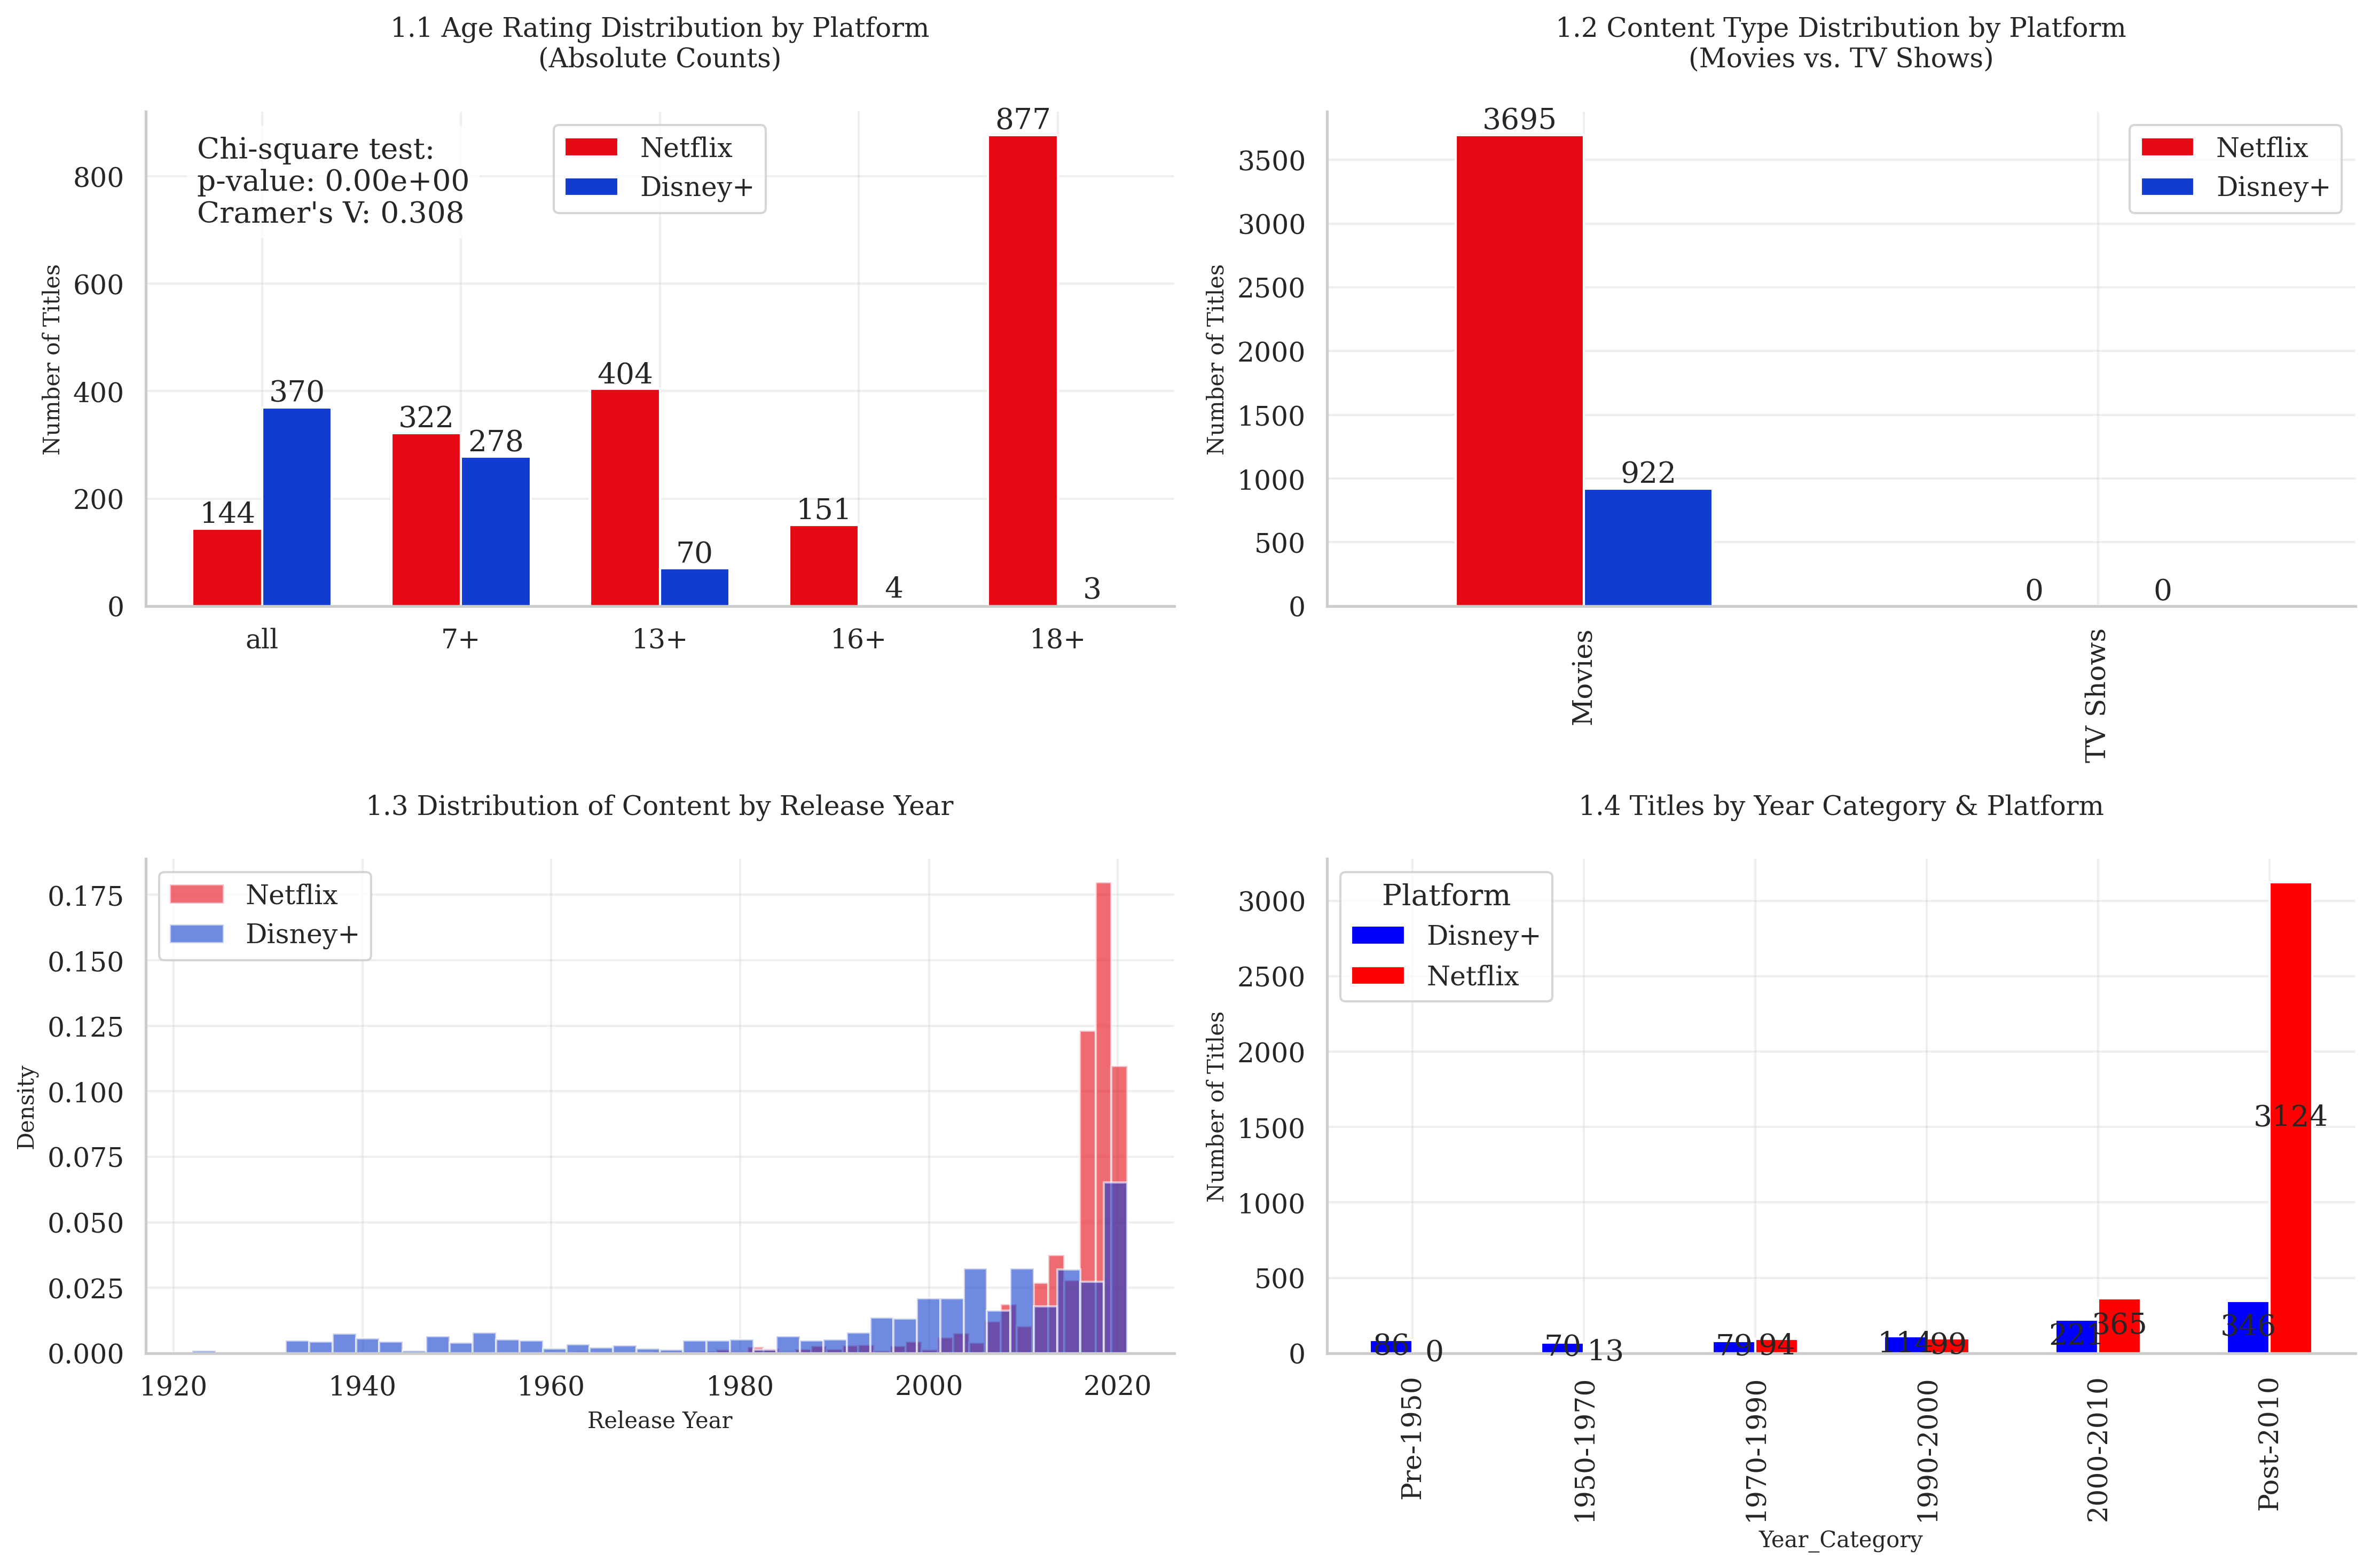 1.1 Age Rating Distribution by Platform
(Absolute Counts)
Chi-square test:
p-value: 0.00e+00
Cramer's V: 0.308
Netflix
Disney+
Number of Titles
800
600
400
200
0
144
370
322
278
404
70
151
4
877
3
all
7+
13+
16+
18+
1.2 Content Type Distribution by Platform
(Movies vs. TV Shows)
Netflix
Disney+
Number of Titles
3500
3000
2500
2000
1500
1000
500
0
3695
922
0
0
Movies
TV Shows
1.3 Distribution of Content by Release Year
Netflix
Disney+
Density
0.175
0.150
0.125
0.100
0.075
0.050
0.025
0.000
1920
1940
1960
1980
2000
2020
Release Year
1.4 Titles by Year Category & Platform
Platform
Disney+
Netflix
Number of Titles
3000
2500
2000
1500
1000
500
0
86
0
70
13
79
94
114
99
365
346
3124
Pre-1950
1950-1970
1970-1990
1990-2000
2000-2010
Post-2010
Year_Category